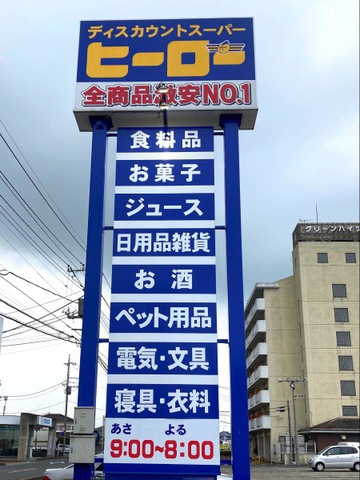 ディスカウントスーパー
ヒーロー
全商品激安NO.1
食料品
お菓子
ジュース
日用品雑貨
お酒
ペット用品
電気・文具
寝具・衣料
あさ よる
9:00~8:00
グリーンハイツ